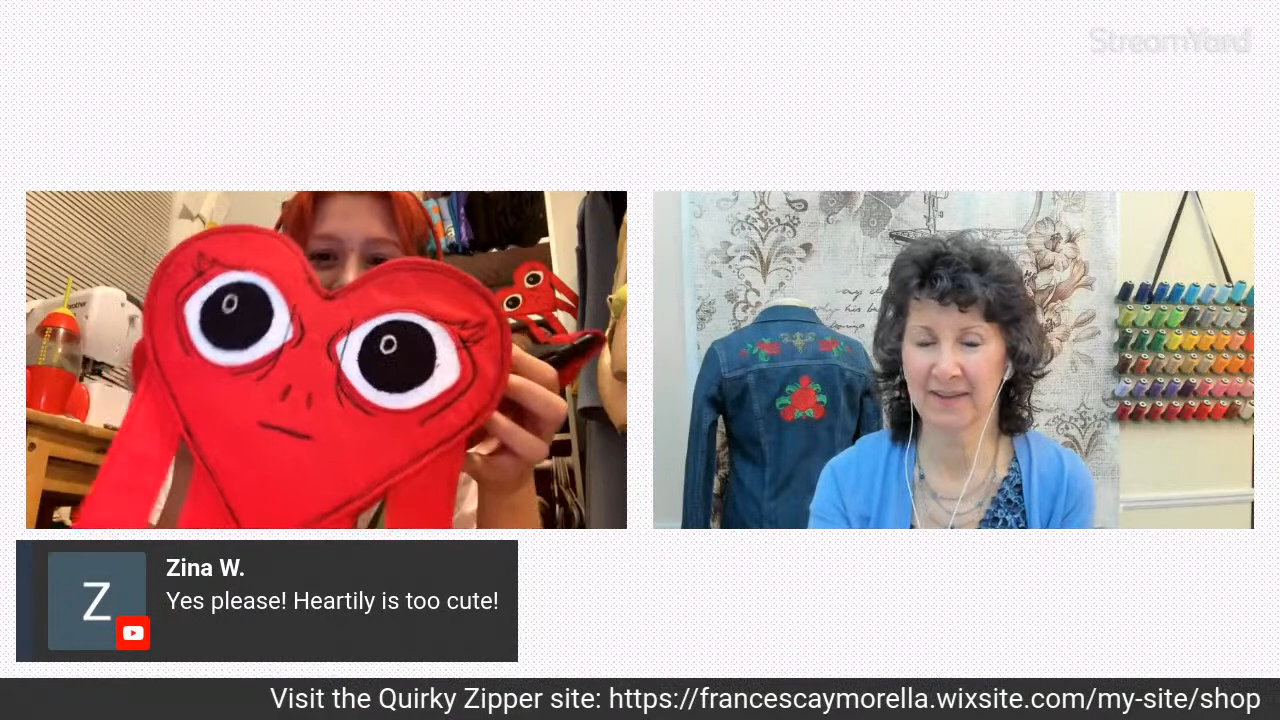 StreamYard
brother
Zina W.
Yes please! Heartily is too cute!
Z
Visit the Quirky Zipper site: https://francescaymorella.wixsite.com/my-site/shop